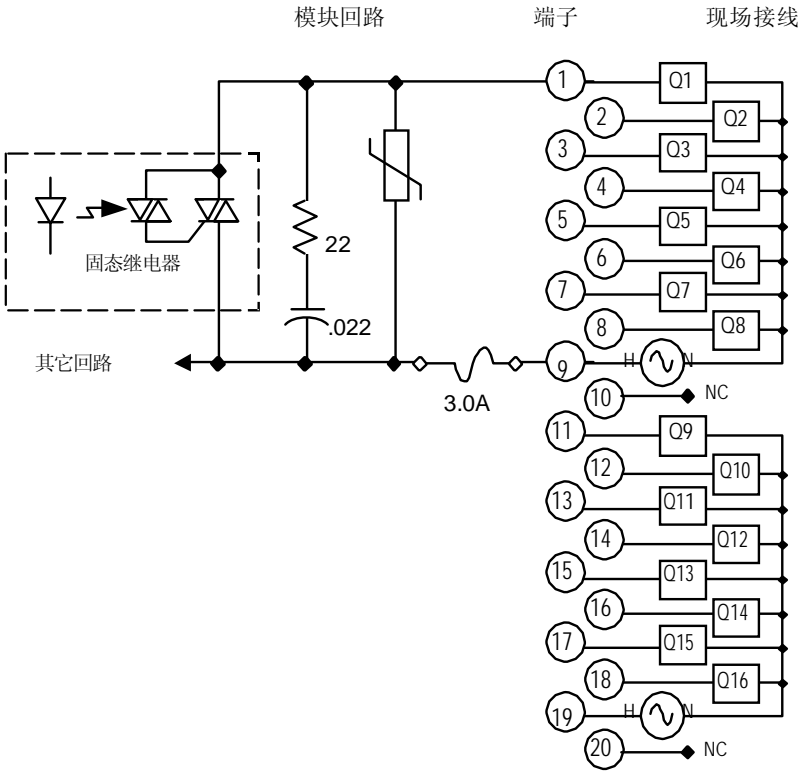 模块回路 端子 现场接线
1 Q1
2 Q2
3 Q3
4 Q4
5 Q5
6 Q6
7 Q7
8 Q8
9 H N
10 NC
固态继电器
22
.022
其它回路
3.0A
11 Q9
12 Q10
13 Q11
14 Q12
15 Q13
16 Q14
17 Q15
18 Q16
19 H N
20 NC